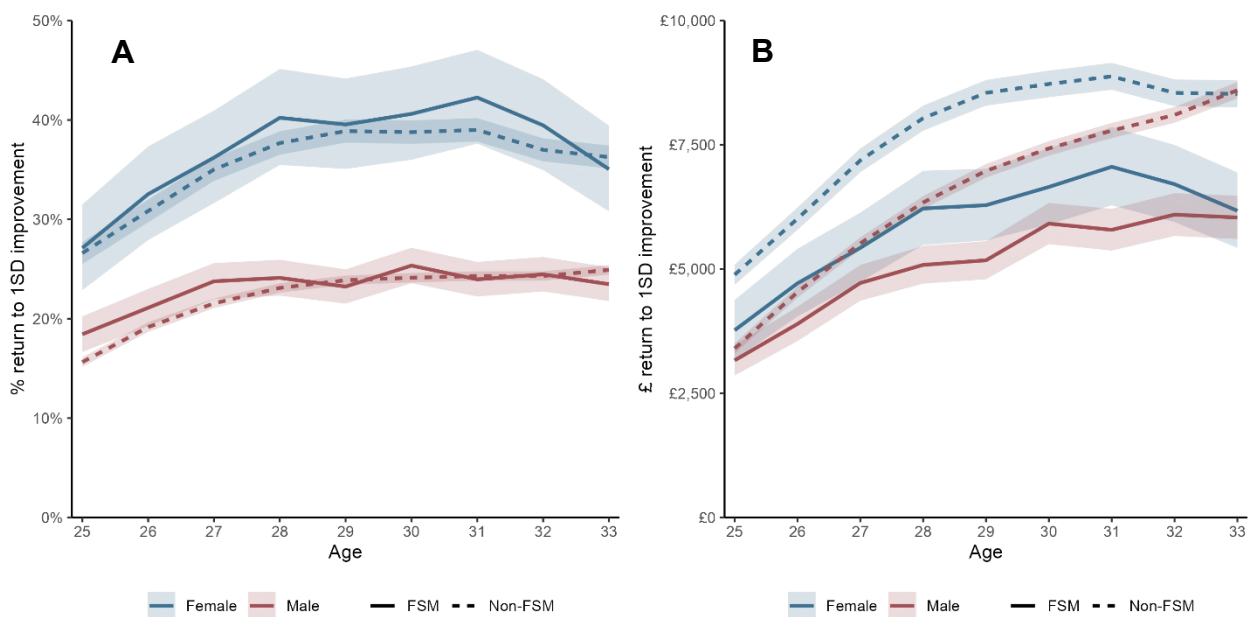 A
% return to 1SD improvement
50%
40%
30%
20%
10%
0%
25 26 27 28 29 30 31 32 33
Age
Female Male FSM Non-FSM
B
£ return to 1SD improvement
£10,000
£7,500
£5,000
£2,500
£0
25 26 27 28 29 30 31 32 33
Age
Female Male FSM Non-FSM